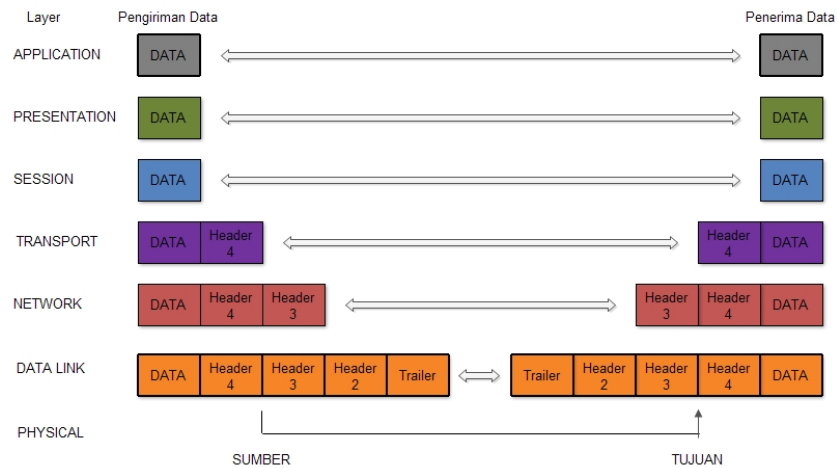 Layer Pengiriman Data Penerima Data
APPLICATION DATA DATA
PRESENTATION DATA DATA
SESSION DATA DATA
TRANSPORT DATA Header 4 Header 4 DATA
NETWORK DATA Header 4 Header 3 Header 3 Header 4 DATA
DATA LINK DATA Header 4 Header 3 Header 2 Trailer Trailer Header 2 Header 3 Header 4 DATA
PHYSICAL
SUMBER TUJUAN